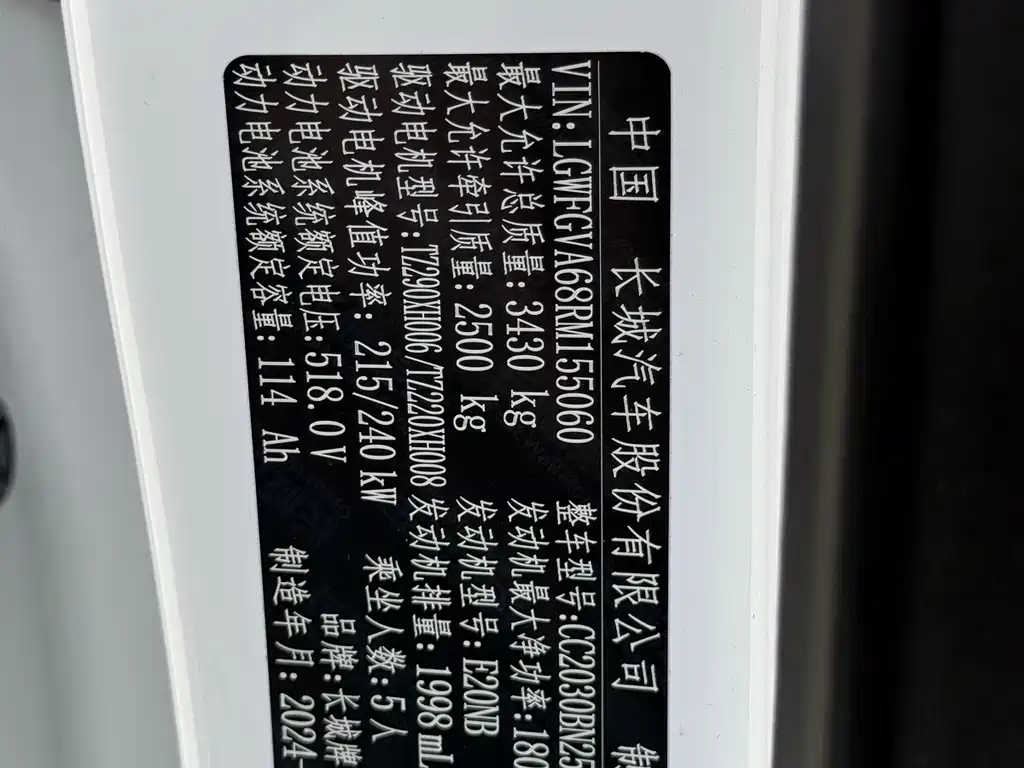 中国 长城汽车股份有限公司 制
VIN:LGWFGVA68RM155060 整车型号:CC2030BN25
最大允许总质量:3430 kg 发动机最大净功率:180
最大允许牵引质量:2500 kg 发动机型号:E20NB
驱动电机型号:TZ290XH006/TZ220XH008 发动机排量:1998 mL
驱动电机峰值功率: 215/240 kW 乘坐人数:5人
动力电池系统额定电压:518.0 V 品牌:长城牌
动力电池系统额定容量:114 Ah 制造年月:2024-